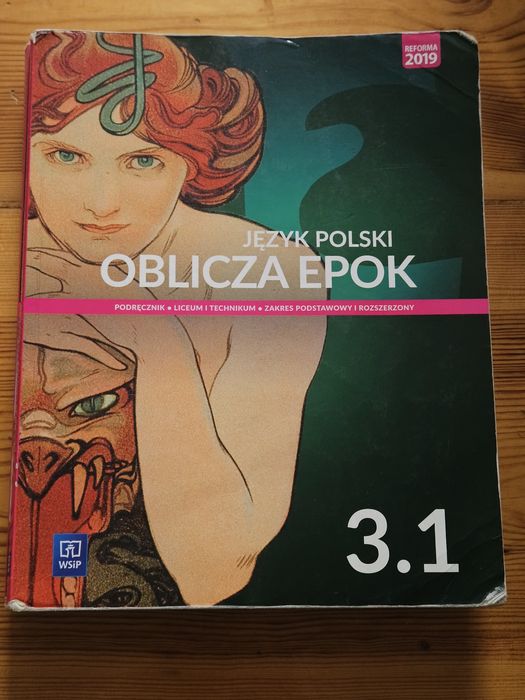 REFORMA
2019
JĘZYK POLSKI
OBLICZA EPOK
PODRĘCZNIK • LICEUM I TECHNIKUM • ZAKRES PODSTAWOWY I ROZSZERZONY
3.1
WSiP